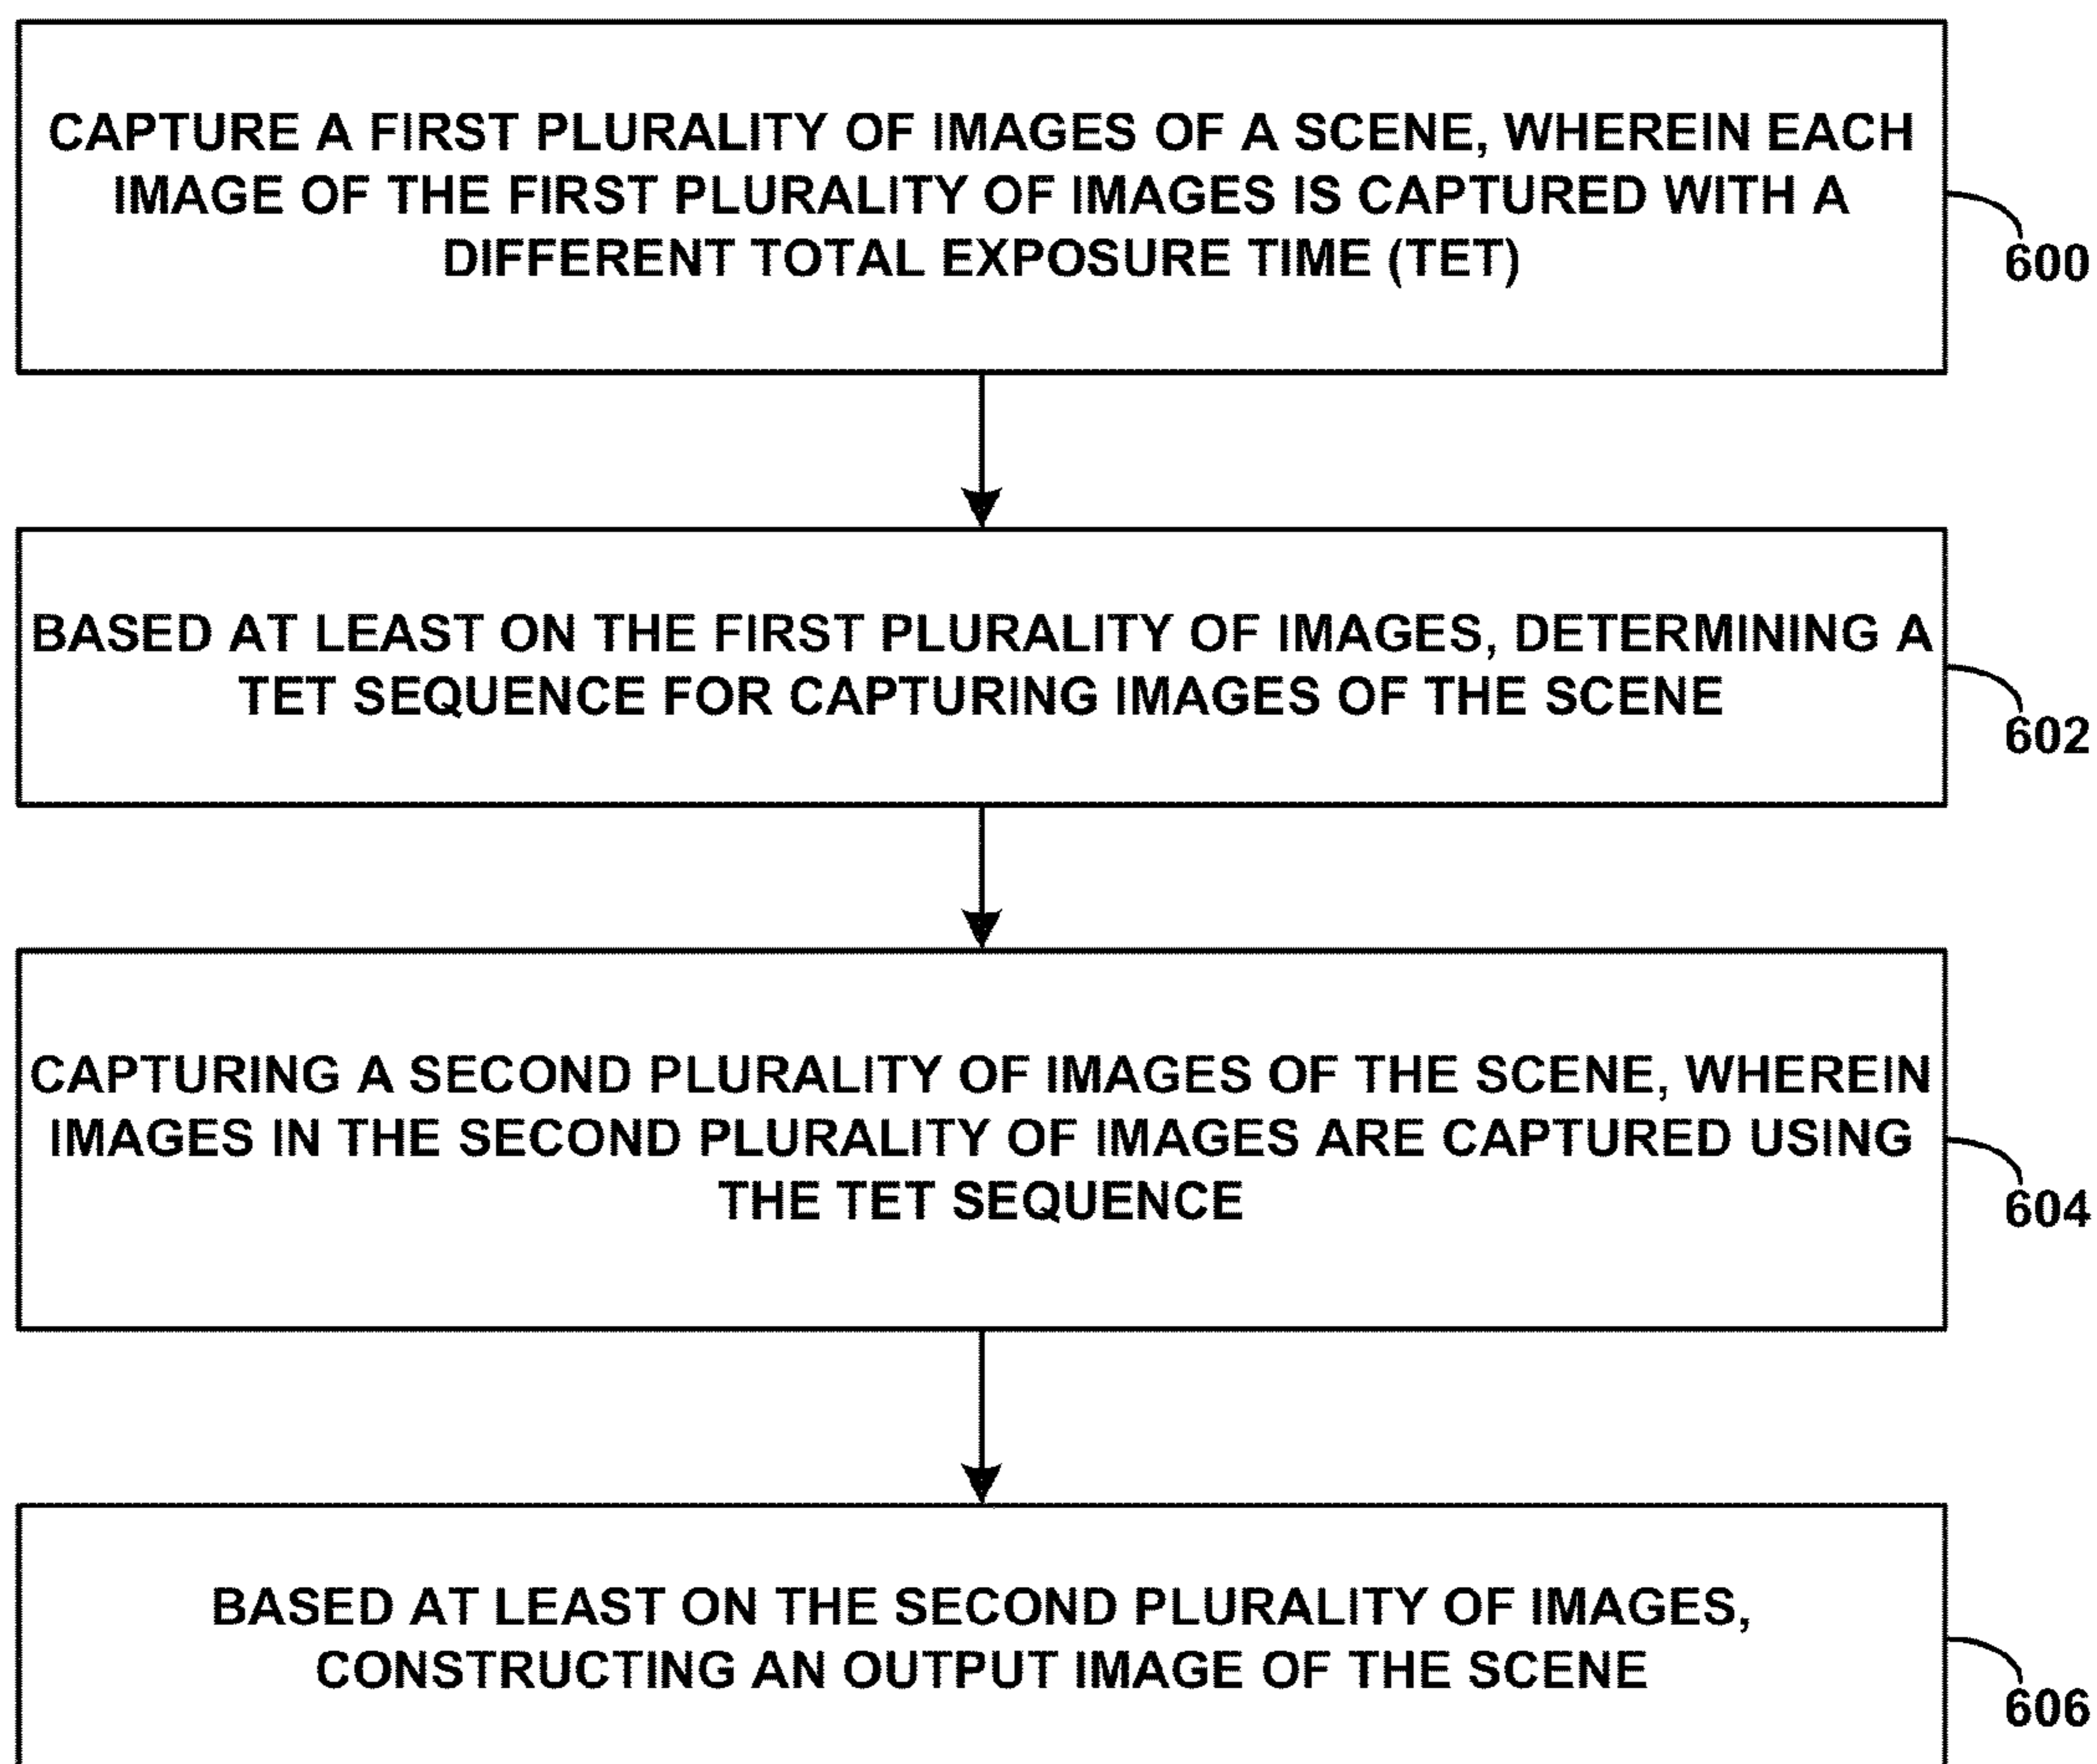 CAPTURE A FIRST PLURALITY OF IMAGES OF A SCENE, WHEREIN EACH
IMAGE OF THE FIRST PLURALITY OF IMAGES IS CAPTURED WITH A
DIFFERENT TOTAL EXPOSURE TIME (TET)
600
BASED AT LEAST ON THE FIRST PLURALITY OF IMAGES, DETERMINING A
TET SEQUENCE FOR CAPTURING IMAGES OF THE SCENE
602
CAPTURING A SECOND PLURALITY OF IMAGES OF THE SCENE, WHEREIN
IMAGES IN THE SECOND PLURALITY OF IMAGES ARE CAPTURED USING
THE TET SEQUENCE
604
BASED AT LEAST ON THE SECOND PLURALITY OF IMAGES,
CONSTRUCTING AN OUTPUT IMAGE OF THE SCENE
606